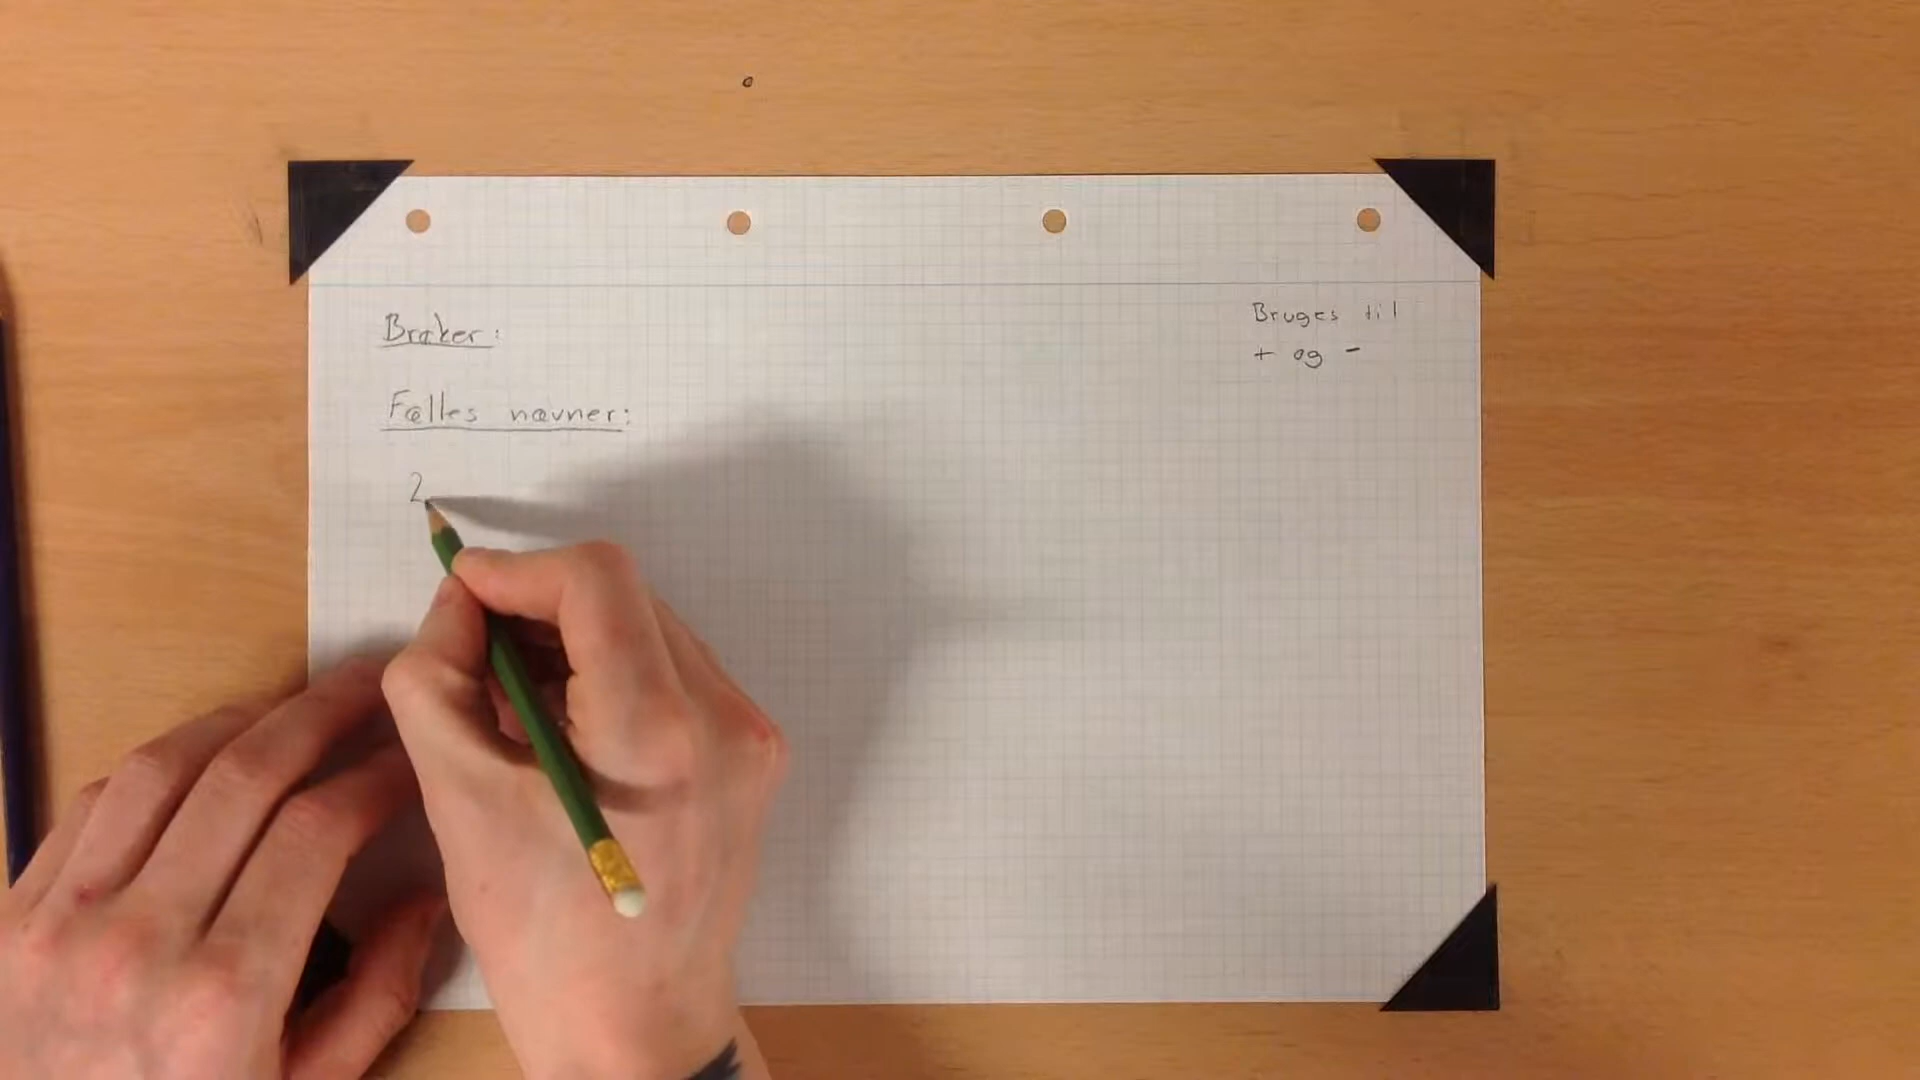 Brøker:
Fælles nævner:
2
Bruges til
+ og -